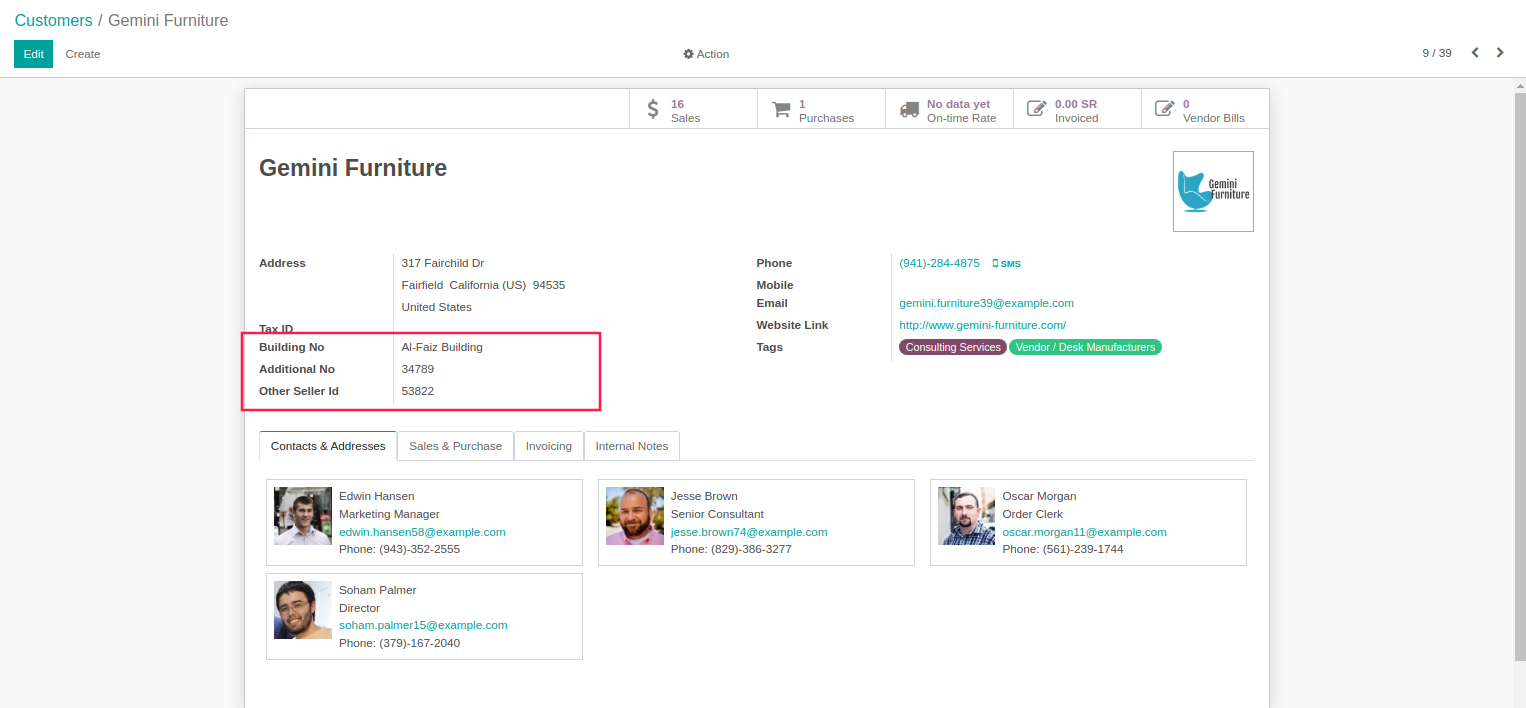 Customers / Gemini Furniture
Edit Create Action 9 / 39
16 Sales
1 Purchases
No data yet On-time Rate
0.00 SR Invoiced
0 Vendor Bills
Gemini Furniture
Gemini
Furniture
Address 317 Fairchild Dr
Fairfield California (US) 94535
United States
Tax ID
Building No Al-Faiz Building
Additional No 34789
Other Seller Id 53822
Phone (941)-284-4875 SMS
Mobile
Email gemini.furniture39@example.com
Website Link http://www.gemini-furniture.com/
Tags Consulting Services Vendor / Desk Manufacturers
Contacts & Addresses Sales & Purchase Invoicing Internal Notes
Edwin Hansen
Marketing Manager
edwin.hansen58@example.com
Phone: (943)-352-2555
Jesse Brown
Senior Consultant
jesse.brown74@example.com
Phone: (829)-386-3277
Oscar Morgan
Order Clerk
oscar.morgan11@example.com
Phone: (561)-239-1744
Soham Palmer
Director
soham.palmer15@example.com
Phone: (379)-167-2040